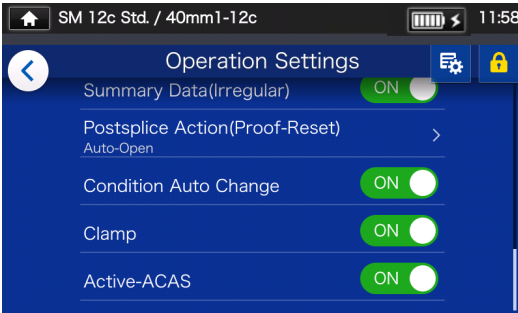 SM 12c Std. / 40mm1-12c
11:58
Operation Settings
Summary Data(Irregular)
ON
Postsplice Action(Proof-Reset)
Auto-Open
Condition Auto Change
ON
Clamp
ON
Active-ACAS
ON